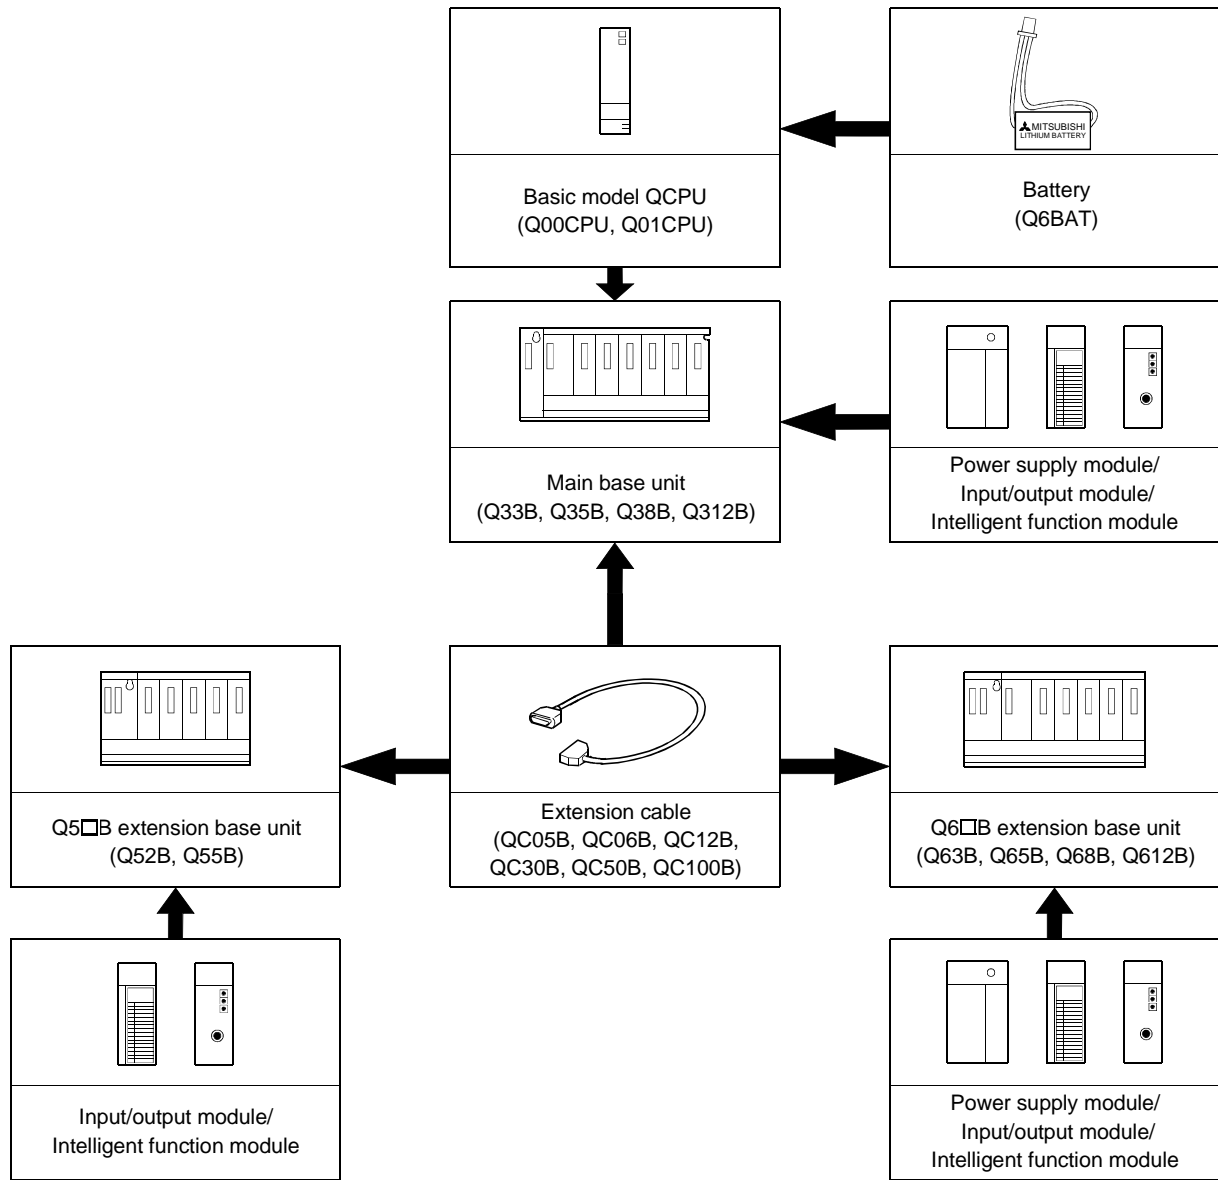 MITSUBISHI
LITHIUM BATTERY
Basic model QCPU
(Q00CPU, Q01CPU)
Battery
(Q6BAT)
Main base unit
(Q33B, Q35B, Q38B, Q312B)
Power supply module/
Input/output module/
Intelligent function module
Q5□B extension base unit
(Q52B, Q55B)
Extension cable
(QC05B, QC06B, QC12B,
QC30B, QC50B, QC100B)
Q6□B extension base unit
(Q63B, Q65B, Q68B, Q612B)
Input/output module/
Intelligent function module
Power supply module/
Input/output module/
Intelligent function module